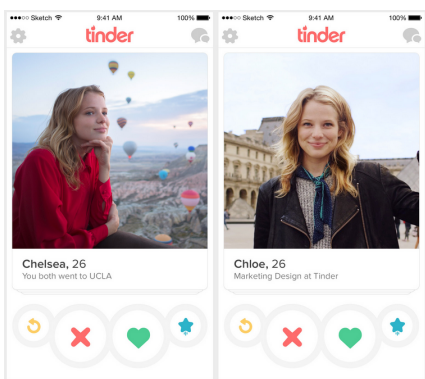 ●●●○○ Sketch 9:41 AM 100%
tinder
Chelsea, 26
You both went to UCLA
●●●○○ Sketch 9:41 AM 100%
tinder
Chloe, 26
Marketing Design at Tinder